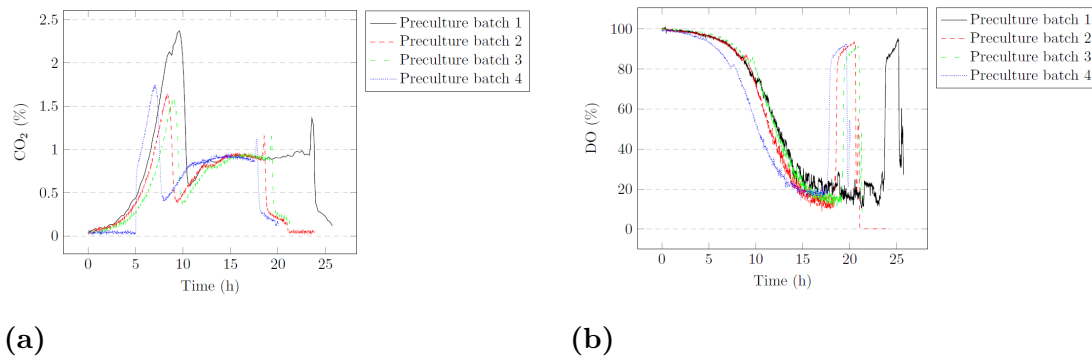 2.5
2
1.5
1
0.5
0
CO₂ (%)
0 5 10 15 20 25
Time (h)
Preculture batch 1
Preculture batch 2
Preculture batch 3
Preculture batch 4
(a)
100
80
60
40
20
0
DO (%)
0 5 10 15 20 25
Time (h)
Preculture batch 1
Preculture batch 2
Preculture batch 3
Preculture batch 4
(b)